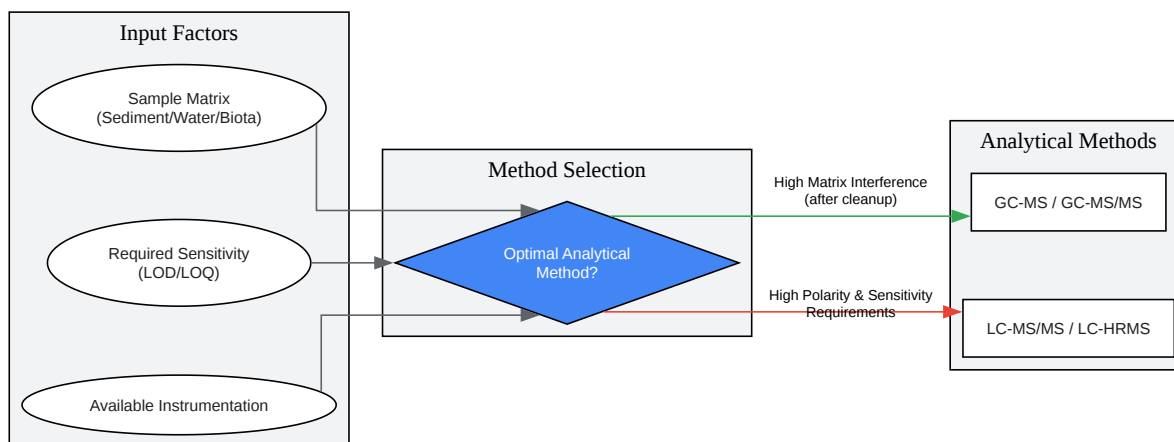 Input Factors
Sample Matrix
(Sediment/Water/Biota)
Required Sensitivity
(LOD/LOQ)
Available Instrumentation
Method Selection
Optimal Analytical
Method?
High Matrix Interference
(after cleanup)
High Polarity & Sensitivity
Requirements
Analytical Methods
GC-MS / GC-MS/MS
LC-MS/MS / LC-HRMS